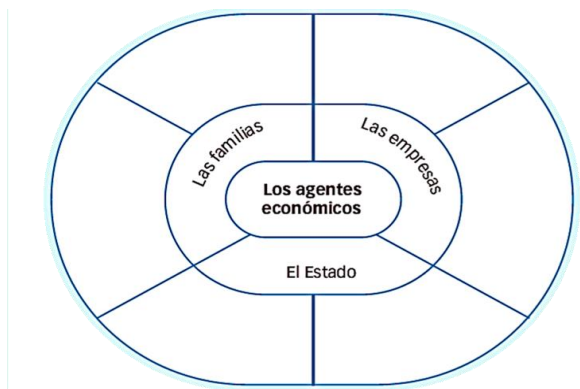 Las familias
Las empresas
Los agentes
económicos
El Estado